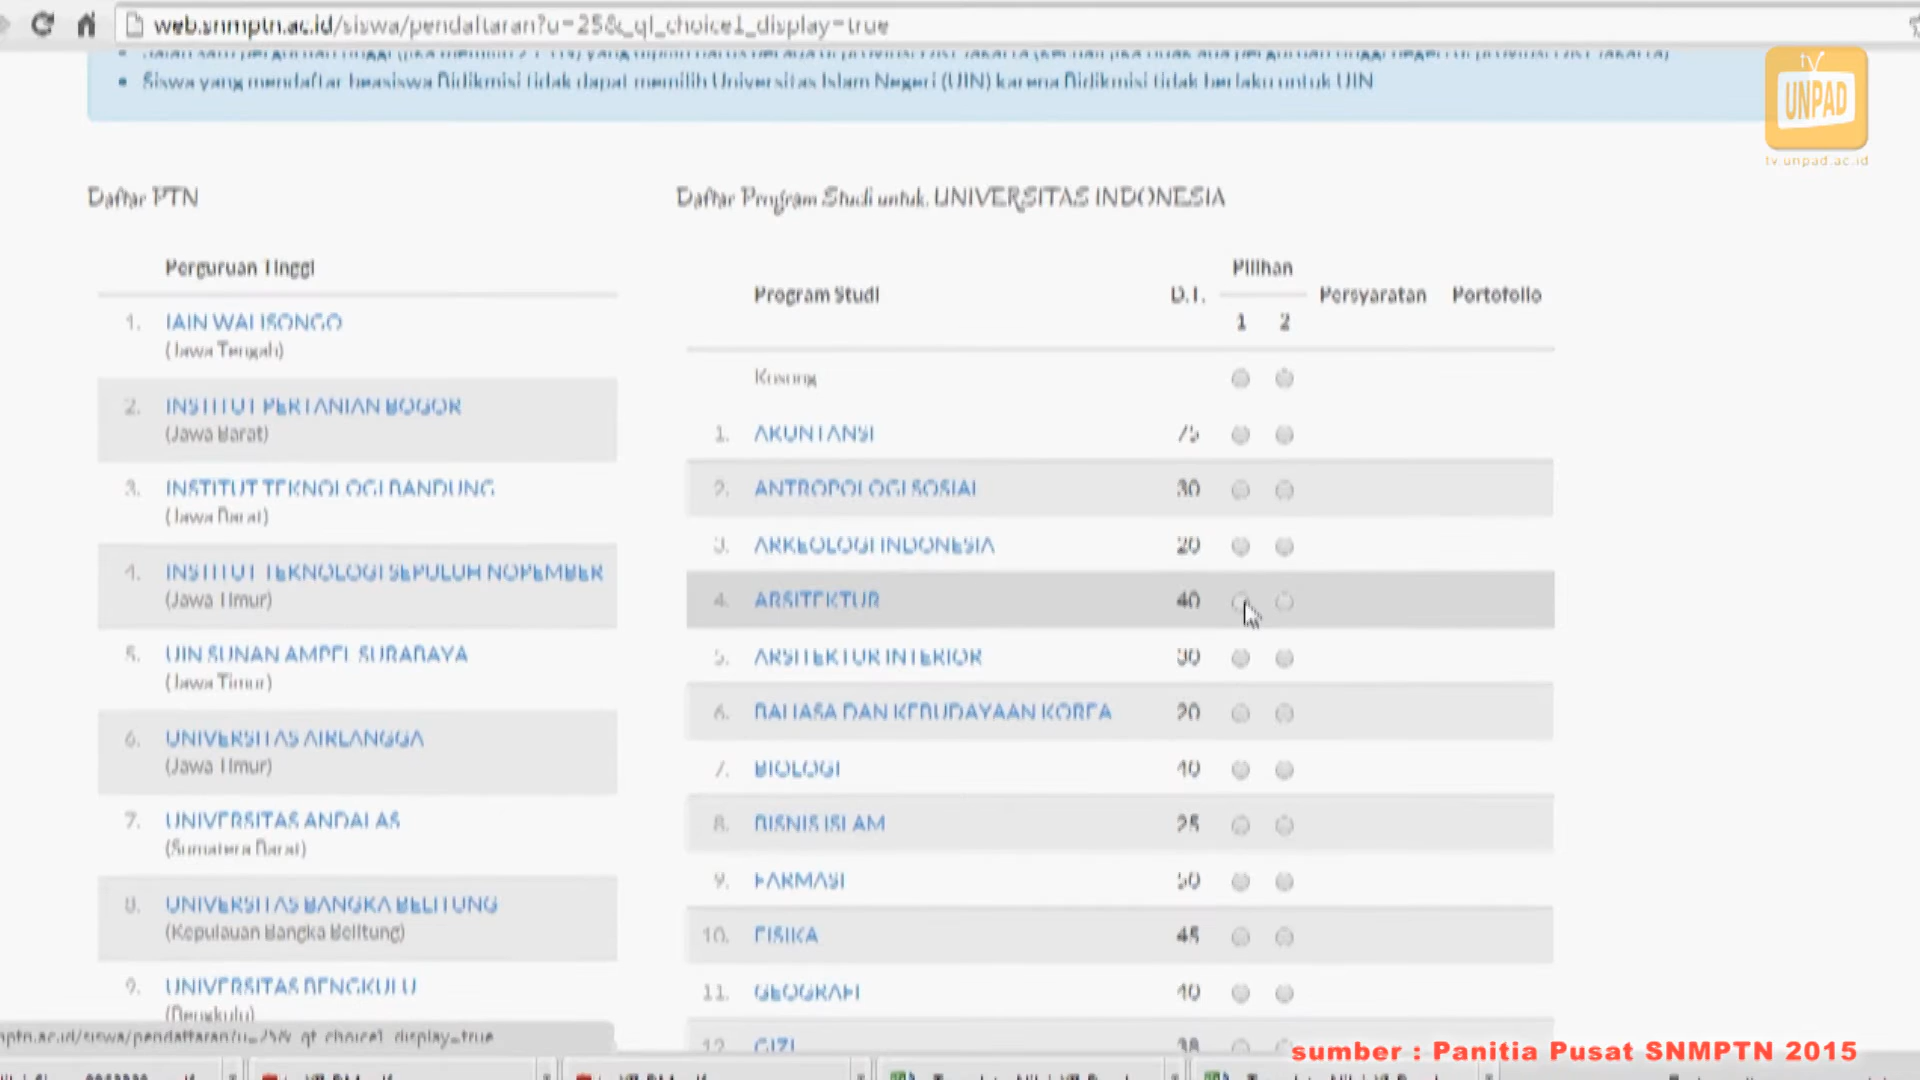 web.snmptn.ac.id/siswa/pendaftaran?u=25&_ql_choice1_display=true
Siswa yang mendaftar beasiswa Bidikmisi tidak dapat memilih Universitas Islam Negeri (UIN) karena Bidikmisi tidak berlaku untuk UIN
tv
UNPAD
tv.unpad.ac.id
Daftar PTN
Perguruan Tinggi
1. IAIN WALISONGO
(Jawa Tengah)
2. INSTITUT PERTANIAN BOGOR
(Jawa Barat)
3. INSTITUT TEKNOLOGI BANDUNG
(Jawa Barat)
4. INSTITUT TEKNOLOGI SEPULUH NOPEMBER
(Jawa Timur)
5. UIN SUNAN AMPEL SURABAYA
(Jawa Timur)
6. UNIVERSITAS AIRLANGGA
(Jawa Timur)
7. UNIVERSITAS ANDALAS
(Sumatera Barat)
8. UNIVERSITAS BANGKA BELITUNG
(Kepulauan Bangka Belitung)
9. UNIVERSITAS BENGKULU
(Bengkulu)
Daftar Program Studi untuk UNIVERSITAS INDONESIA
Program Studi D.T. Pilihan Persyaratan Portofolio
1 2
Kosong
1. AKUNTANSI 75
2. ANTROPOLOGI SOSIAL 30
3. ARKEOLOGI INDONESIA 20
4. ARSITEKTUR 40
5. ARSITEKTUR INTERIOR 30
6. BAHASA DAN KEBUDAYAAN KOREA 20
7. BIOLOGI 40
8. BISNIS ISLAM 25
9. FARMASI 50
10. FISIKA 45
11. GEOGRAFI 40
12. GIZI 38
sumber : Panitia Pusat SNMPTN 2015